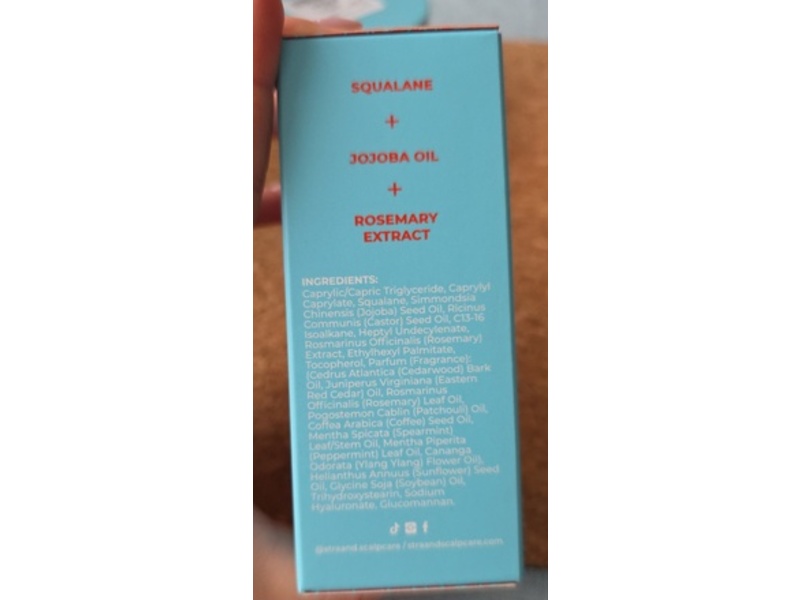 SQUALANE
+
JOJOBA OIL
+
ROSEMARY
EXTRACT
INGREDIENTS:
Caprylic/Capric Triglyceride, Caprylyl
Caprylate, Squalane, Simmondsia
Chinensis (Jojoba) Seed Oil, Ricinus
Communis (Castor) Seed Oil, C13-16
Isoalkane, Heptyl Undecylenate,
Rosmarinus Officinalis (Rosemary)
Extract, Ethylhexyl Palmitate,
Tocopherol, Parfum (Fragrance):
(Cedrus Atlantica (Cedarwood) Bark
Oil, Juniperus Virginiana (Eastern
Red Cedar) Oil, Rosmarinus
Officinalis (Rosemary) Leaf Oil,
Pogostemon Cablin (Patchouli) Oil,
Coffea Arabica (Coffee) Seed Oil,
Mentha Spicata (Spearmint)
Leaf/Stem Oil, Mentha Piperita
(Peppermint) Leaf Oil, Cananga
Odorata (Ylang Ylang) Flower Oil),
Helianthus Annuus (Sunflower) Seed
Oil, Glycine Soja (Soybean) Oil,
Trihydroxystearin, Sodium
Hyaluronate, Glucomannan.
@straand.scalpcare / straandscalpcare.com